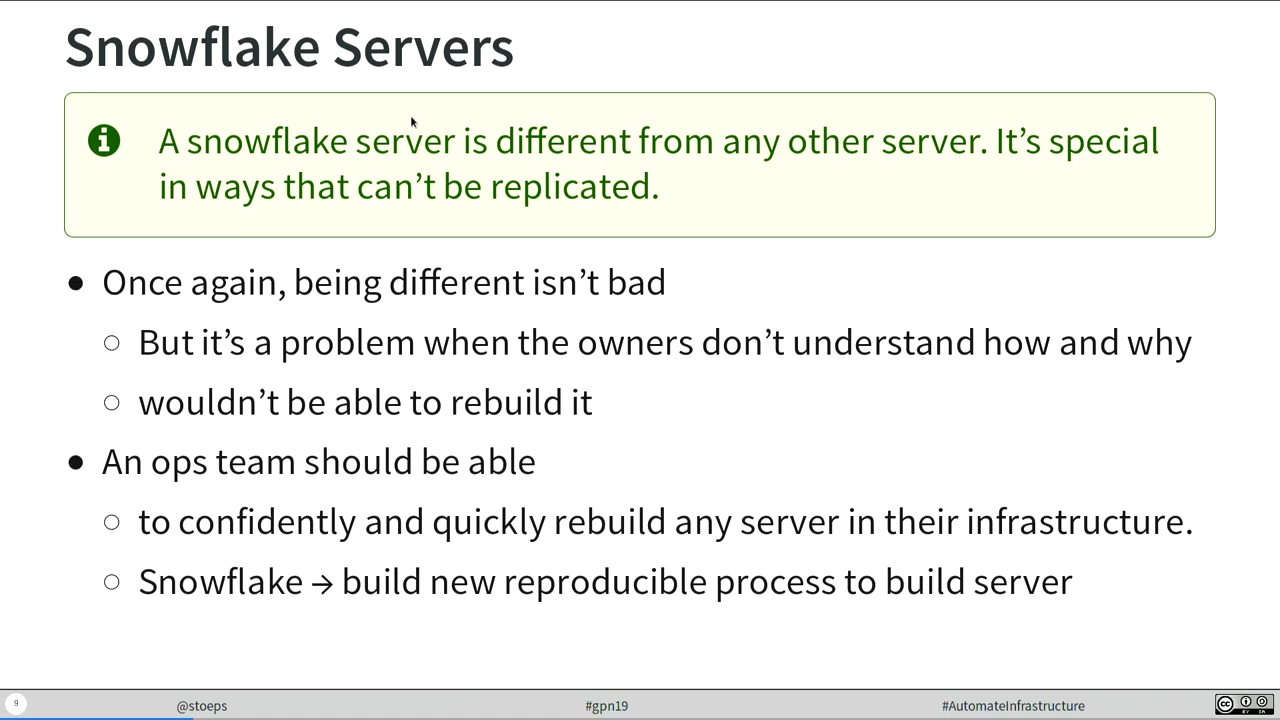 Snowflake Servers
A snowflake server is different from any other server. It’s special
in ways that can’t be replicated.
● Once again, being different isn’t bad
○ But it’s a problem when the owners don’t understand how and why
○ wouldn’t be able to rebuild it
● An ops team should be able
○ to confidently and quickly rebuild any server in their infrastructure.
○ Snowflake → build new reproducible process to build server
9 @stoeps #gpn19 #AutomateInfrastructure cc BY SA